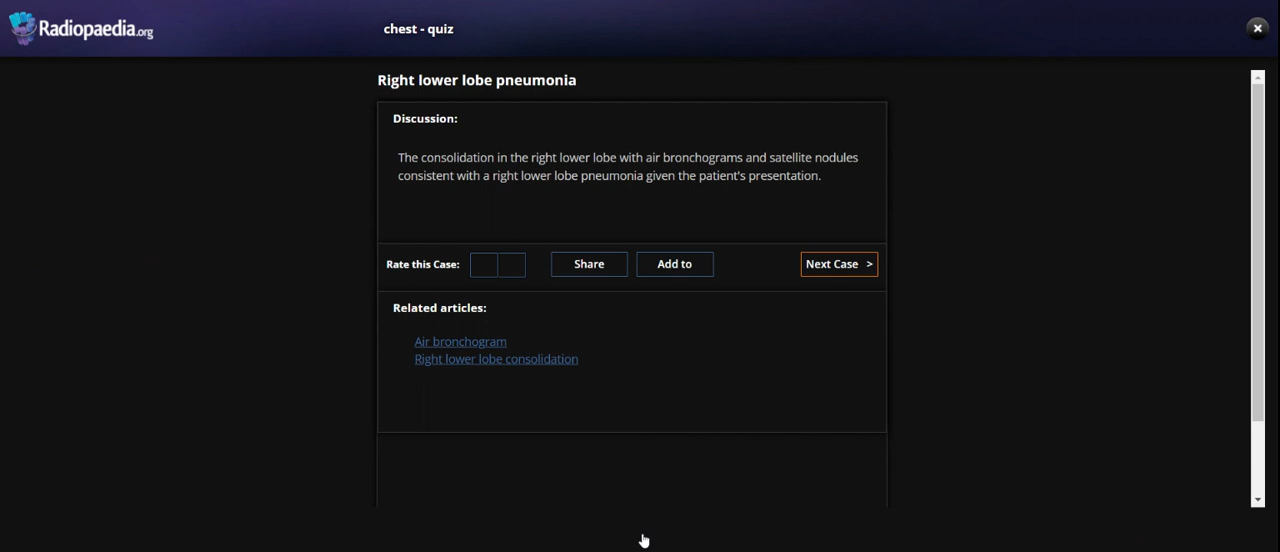 Radiopaedia.org
chest - quiz
Right lower lobe pneumonia
Discussion:
The consolidation in the right lower lobe with air bronchograms and satellite nodules
consistent with a right lower lobe pneumonia given the patient's presentation.
Rate this Case: Share Add to Next Case >
Related articles:
Air bronchogram
Right lower lobe consolidation